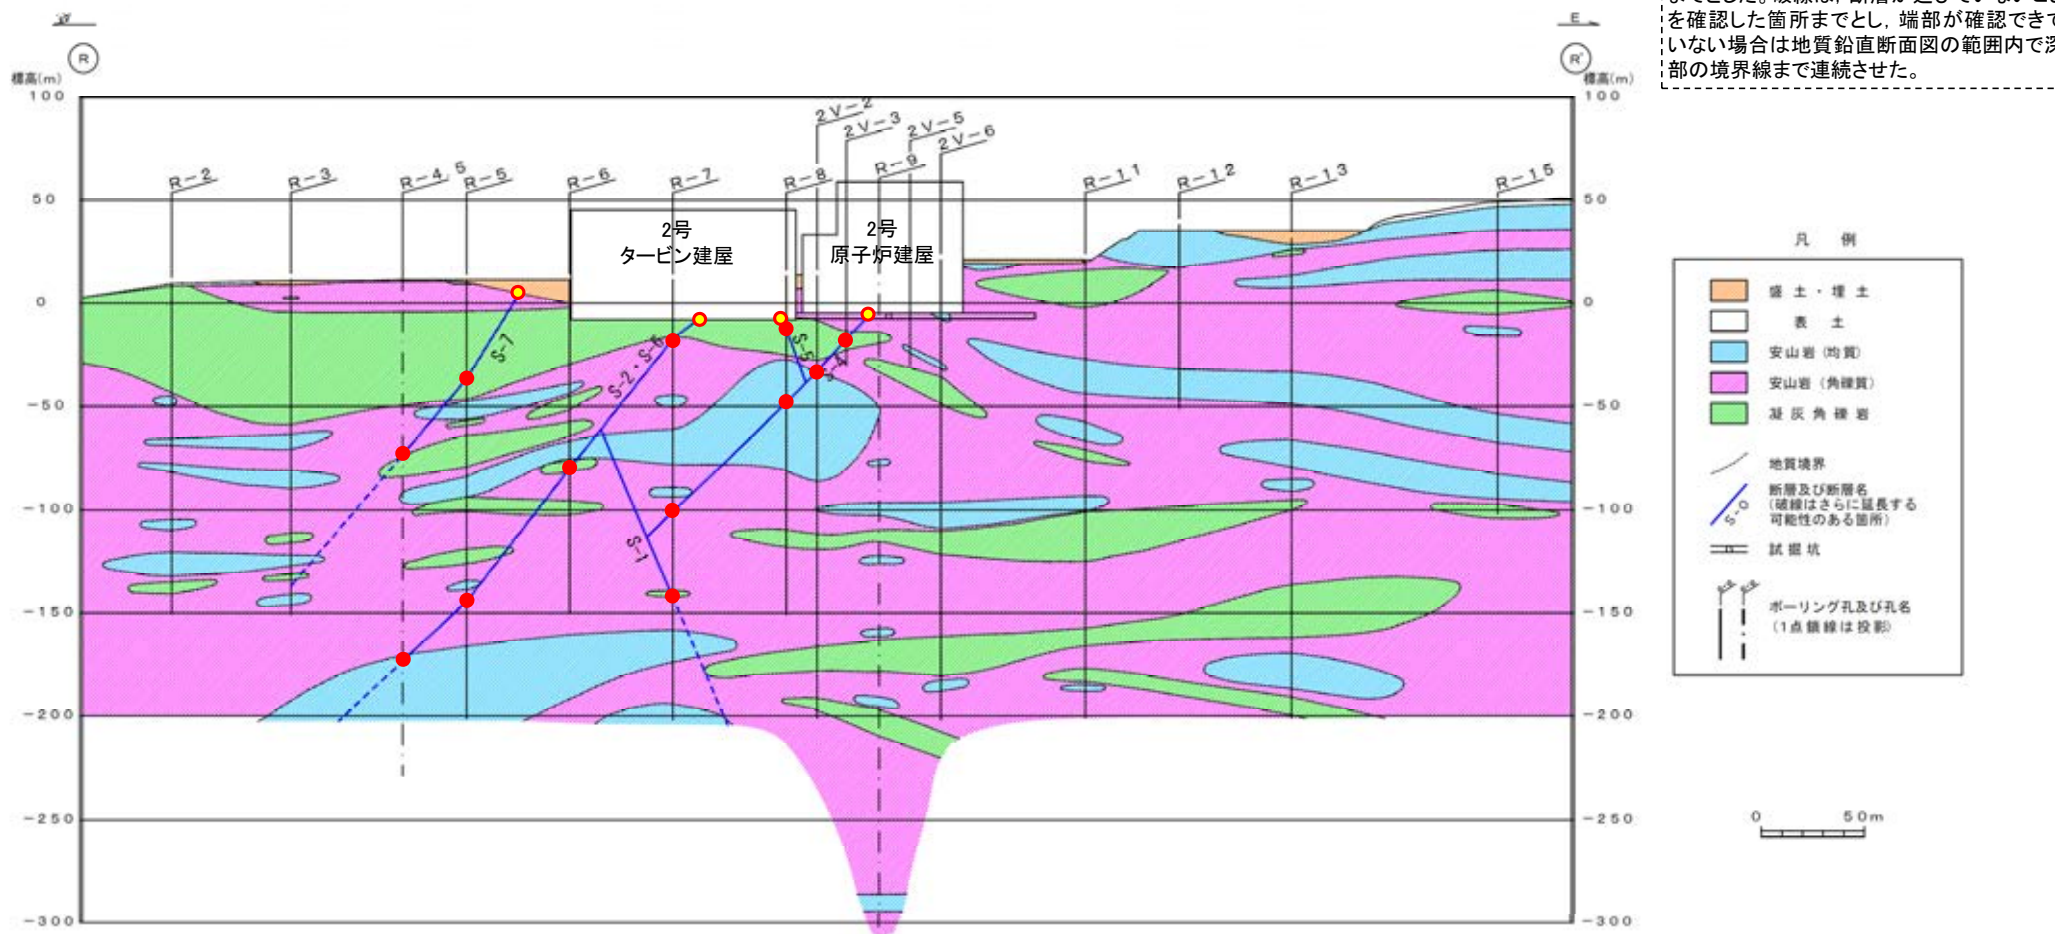 を確認した箇所までとし，端部が確認できて
いない場合は地質鉛直断面図の範囲内で深
部の境界線まで連続させた。
W
E
R
R'
標高(m)
標高(m)
100
100
50
50
0
0
-50
-50
-100
-100
-150
-150
-200
-200
-250
-250
-300
-300
R-2
R-3
R-4.5
R-5
R-6
R-7
R-8
2V-2
2V-3
R-9
2V-5
2V-6
R-11
R-12
R-13
R-15
2号
タービン建屋
2号
原子炉建屋
S-7
S-2・S-6
S-5
S-4
S-1
凡 例
盛土・埋土
表 土
安山岩(均質)
安山岩(角礫質)
凝灰角礫岩
地質境界
断層及び断層名
(破線はさらに延長する
可能性のある箇所)
S-0
試掘坑
ボーリング孔及び孔名
(1点鎖線は投影)
0 50m